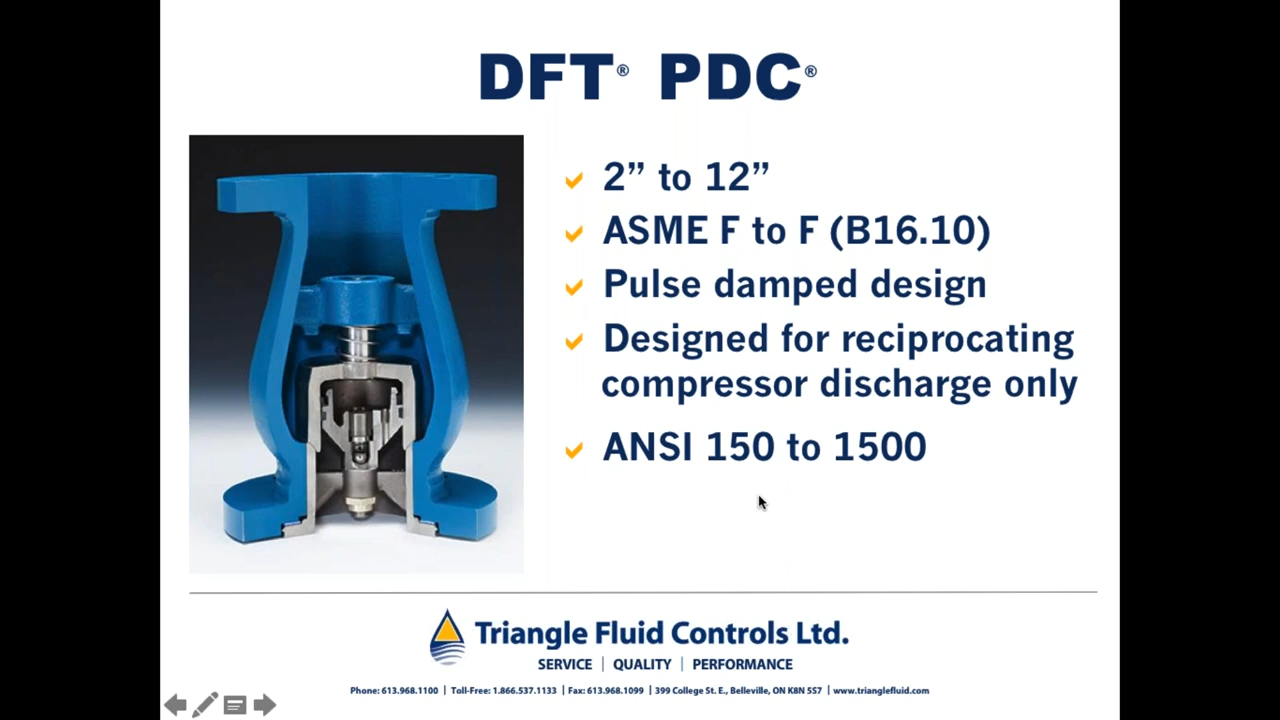 DFT® PDC®
2” to 12”
ASME F to F (B16.10)
Pulse damped design
Designed for reciprocating
compressor discharge only
ANSI 150 to 1500
Triangle Fluid Controls Ltd.
SERVICE | QUALITY | PERFORMANCE
Phone: 613.968.1100 | Toll-Free: 1.866.537.1133 | Fax: 613.968.1099 | 399 College St. E., Belleville, ON K8N 5S7 | www.trianglefluid.com